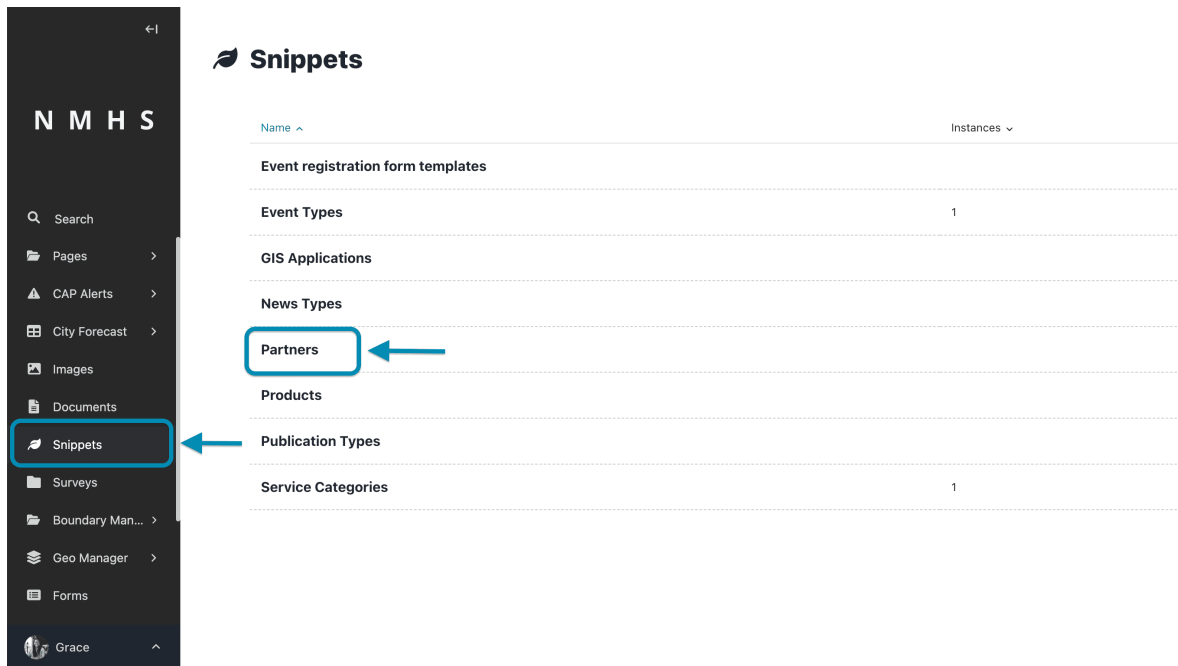 N M H S
Search
Pages
CAP Alerts
City Forecast
Images
Documents
Snippets
Surveys
Boundary Man...
Geo Manager
Forms
Grace
Snippets
Name Instances
Event registration form templates
Event Types 1
GIS Applications
News Types
Partners
Products
Publication Types
Service Categories 1